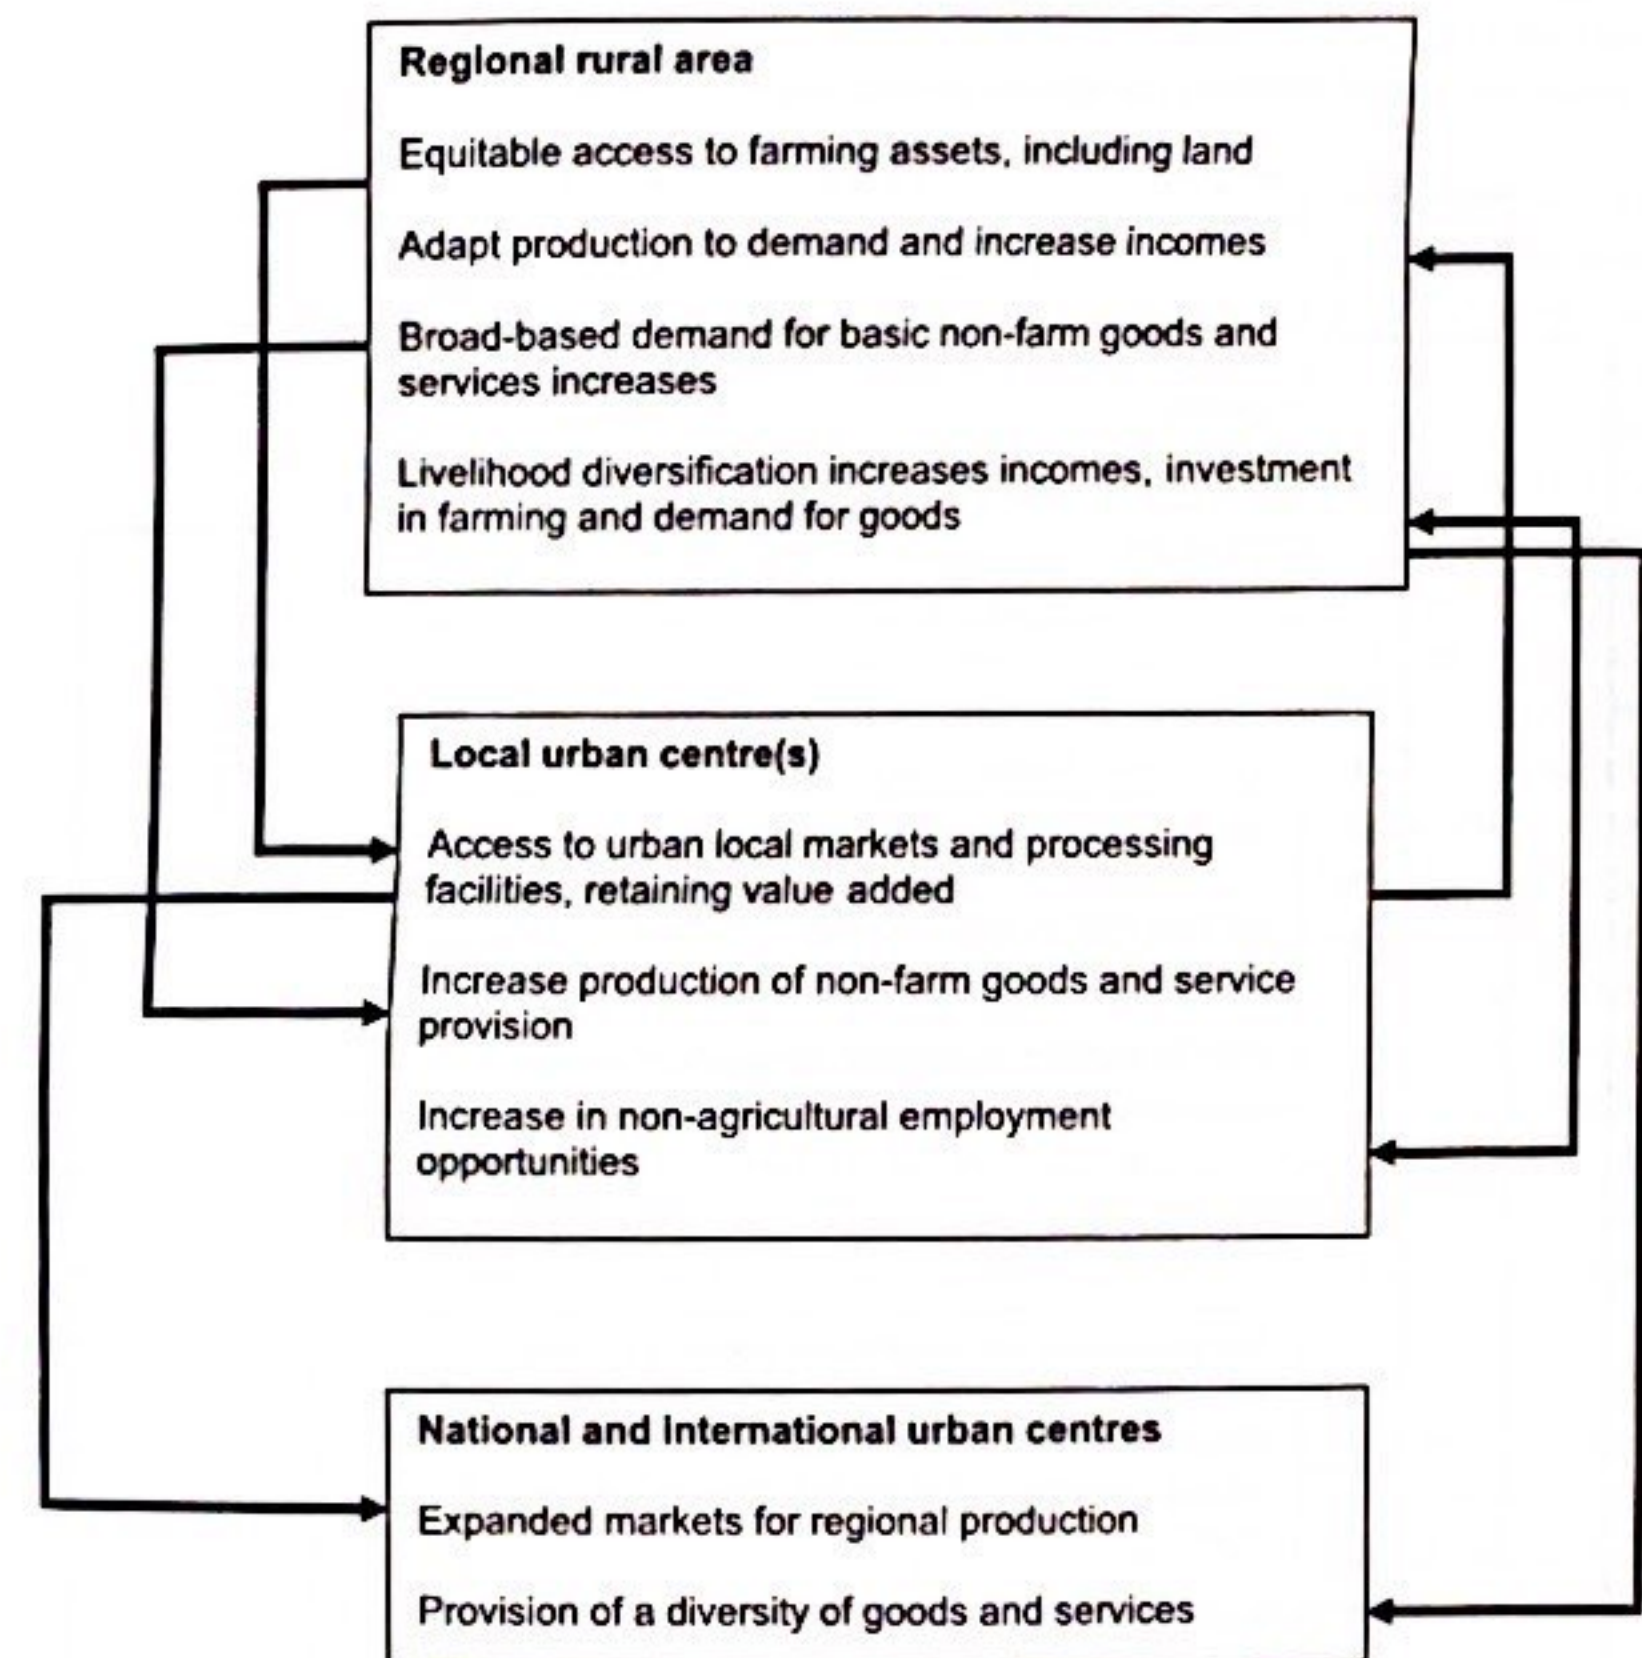 Regional rural area
Equitable access to farming assets, including land
Adapt production to demand and increase incomes
Broad-based demand for basic non-farm goods and
services increases
Livelihood diversification increases incomes, investment
in farming and demand for goods
Local urban centre(s)
Access to urban local markets and processing
facilities, retaining value added
Increase production of non-farm goods and service
provision
Increase in non-agricultural employment
opportunities
National and international urban centres
Expanded markets for regional production
Provision of a diversity of goods and services